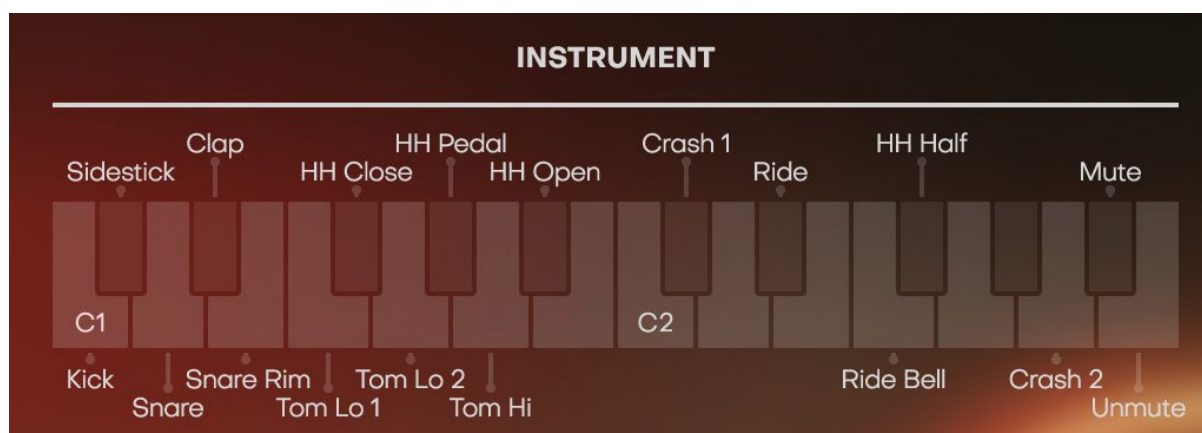 INSTRUMENT
Clap HH Pedal Crash 1 HH Half
Sidestick HH Close HH Open Ride Mute
C1 C2
Kick Snare Rim Tom Lo 2 Ride Bell Crash 2
Snare Tom Lo 1 Tom Hi Unmute